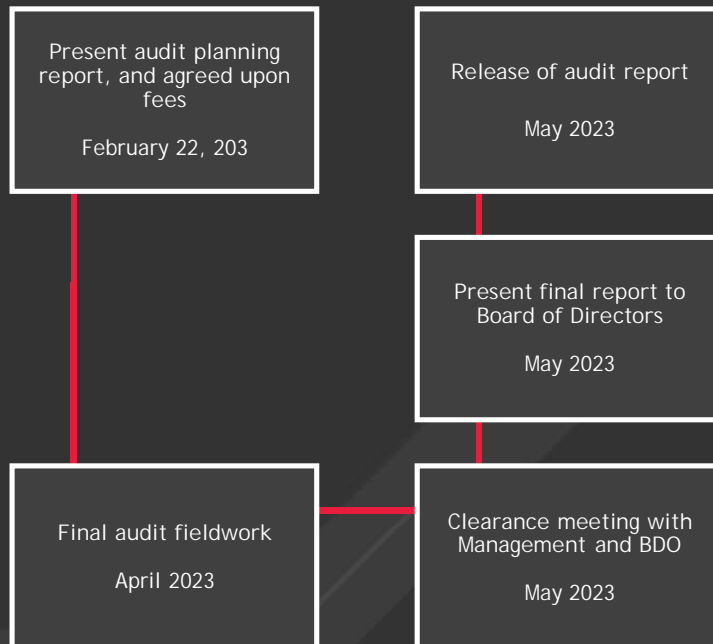 Present audit planning
report, and agreed upon
fees
February 22, 203
Final audit fieldwork
April 2023
Clearance meeting with
Management and BDO
May 2023
Present final report to
Board of Directors
May 2023
Release of audit report
May 2023